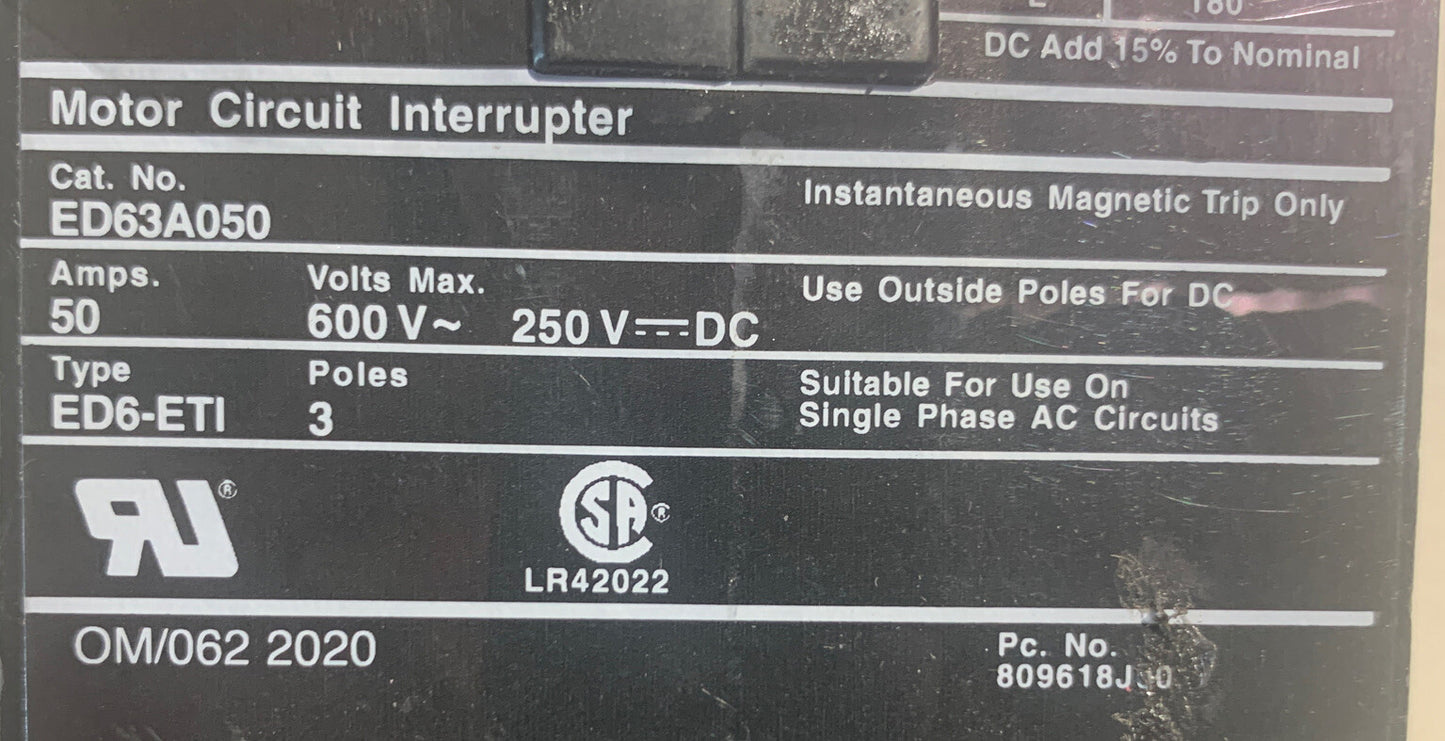 180
DC Add 15% To Nominal
Motor Circuit Interrupter
Cat. No.
ED63A050
Instantaneous Magnetic Trip Only
Amps.
50
Volts Max.
600 V~ 250 V⎓DC
Use Outside Poles For DC
Type
ED6-ETI
Poles
3
Suitable For Use On
Single Phase AC Circuits
®
SA ®
LR42022
OM/062 2020
Pc. No.